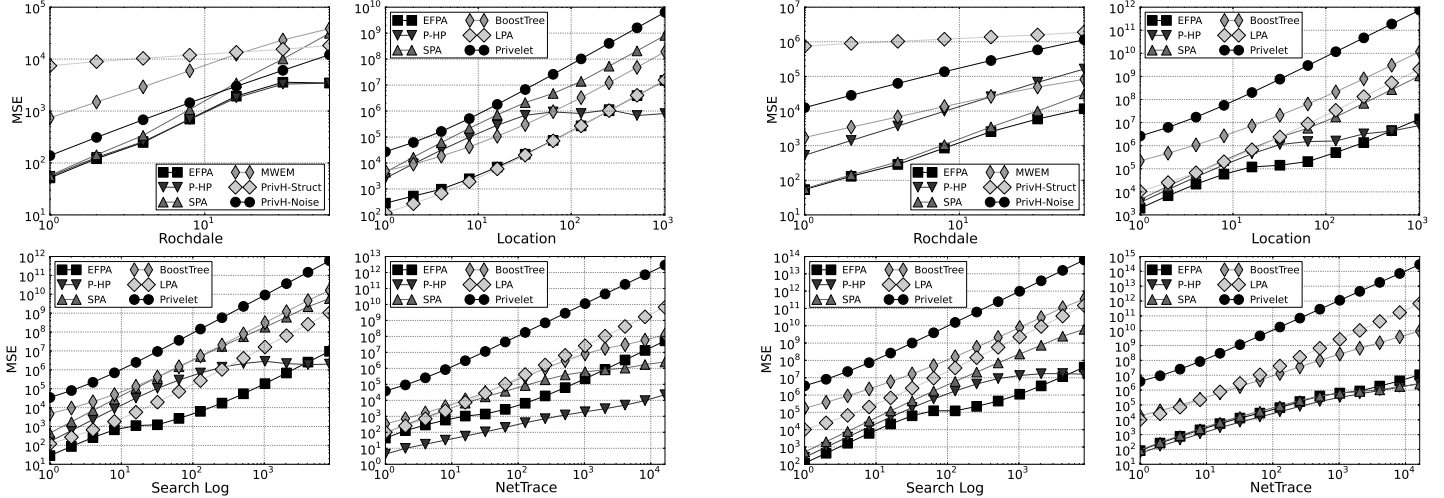 MSE
10^5
10^4
10^3
10^2
10^1
EFPA MWEM
P-HP PrivH-Struct
SPA PrivH-Noise
10^0 10^1
Rochdale
10^10
10^9
10^8
10^7
10^6
10^5
10^4
10^3
10^2
EFPA BoostTree
P-HP LPA
SPA Privelet
10^0 10^1 10^2 10^3
Location
MSE
10^7
10^6
10^5
10^4
10^3
10^2
10^1
EFPA MWEM
P-HP PrivH-Struct
SPA PrivH-Noise
10^0 10^1
Rochdale
10^12
10^11
10^10
10^9
10^8
10^7
10^6
10^5
10^4
10^3
EFPA BoostTree
P-HP LPA
SPA Privelet
10^0 10^1 10^2 10^3
Location
MSE
10^12
10^11
10^10
10^9
10^8
10^7
10^6
10^5
10^4
10^3
10^2
10^1
EFPA BoostTree
P-HP LPA
SPA Privelet
10^0 10^1 10^2 10^3
Search Log
10^13
10^12
10^11
10^10
10^9
10^8
10^7
10^6
10^5
10^4
10^3
10^2
10^1
10^0
EFPA BoostTree
P-HP LPA
SPA Privelet
10^0 10^1 10^2 10^3 10^4
NetTrace
MSE
10^14
10^13
10^12
10^11
10^10
10^9
10^8
10^7
10^6
10^5
10^4
10^3
10^2
EFPA BoostTree
P-HP LPA
SPA Privelet
10^0 10^1 10^2 10^3
Search Log
10^15
10^14
10^13
10^12
10^11
10^10
10^9
10^8
10^7
10^6
10^5
10^4
10^3
10^2
10^1
EFPA BoostTree
P-HP LPA
SPA Privelet
10^0 10^1 10^2 10^3 10^4
NetTrace